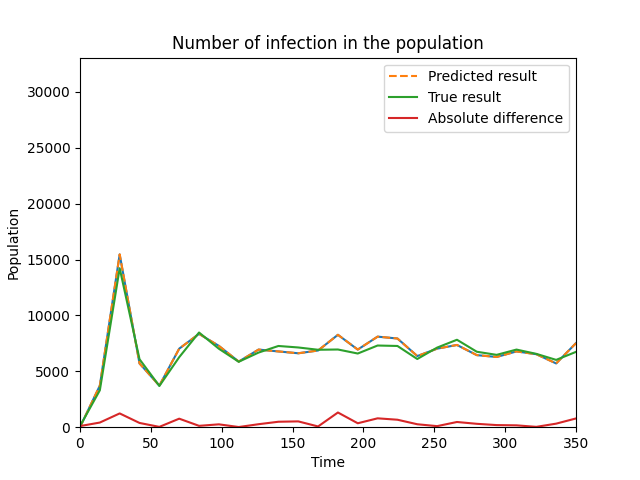 Number of infection in the population
Predicted result
True result
Absolute difference
30000
25000
20000
15000
10000
5000
0
Population
0 50 100 150 200 250 300 350
Time